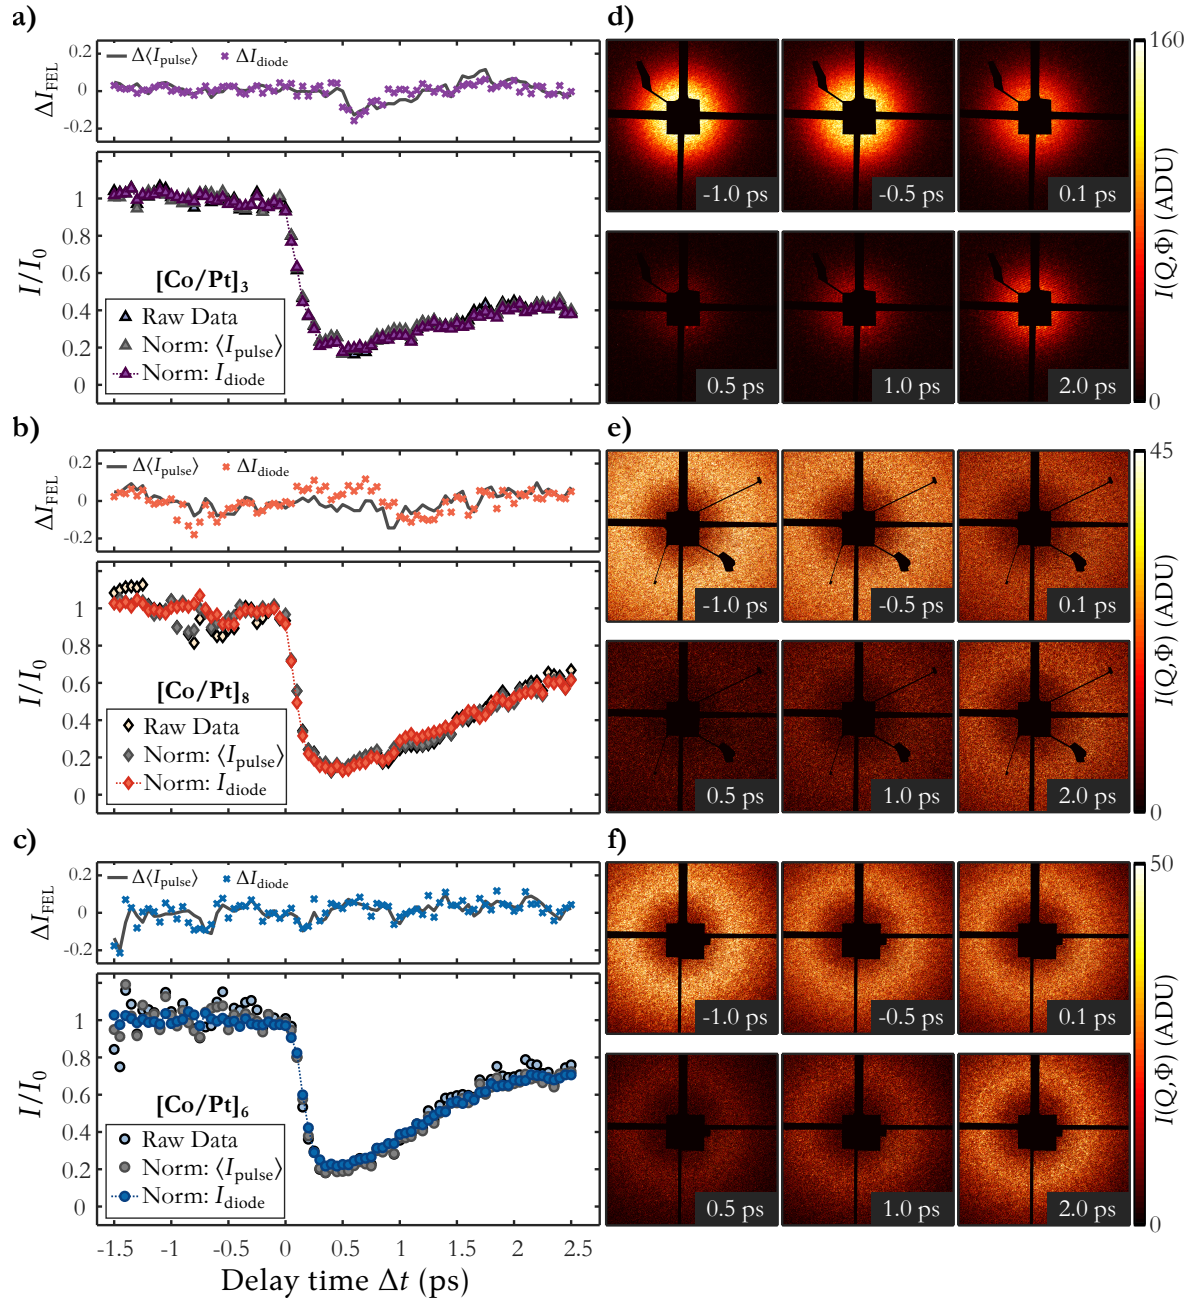 a)
Δ⟨I_pulse⟩ ΔI_diode
0.2
0
-0.2
ΔI_FEL
1
0.8
0.6
0.4
0.2
0
I/I_0
[Co/Pt]_3
Raw Data
Norm: ⟨I_pulse⟩
Norm: I_diode
d)
-1.0 ps -0.5 ps 0.1 ps
0.5 ps 1.0 ps 2.0 ps
160
0
I(Q,Φ) (ADU)
b)
Δ⟨I_pulse⟩ ΔI_diode
0.2
0
-0.2
ΔI_FEL
1
0.8
0.6
0.4
0.2
0
I/I_0
[Co/Pt]_8
Raw Data
Norm: ⟨I_pulse⟩
Norm: I_diode
e)
-1.0 ps -0.5 ps 0.1 ps
0.5 ps 1.0 ps 2.0 ps
45
0
I(Q,Φ) (ADU)
c)
Δ⟨I_pulse⟩ ΔI_diode
0.2
0
-0.2
ΔI_FEL
1
0.8
0.6
0.4
0.2
0
I/I_0
[Co/Pt]_6
Raw Data
Norm: ⟨I_pulse⟩
Norm: I_diode
-1.5 -1 -0.5 0 0.5 1 1.5 2 2.5
Delay time Δt (ps)
f)
-1.0 ps -0.5 ps 0.1 ps
0.5 ps 1.0 ps 2.0 ps
50
0
I(Q,Φ) (ADU)